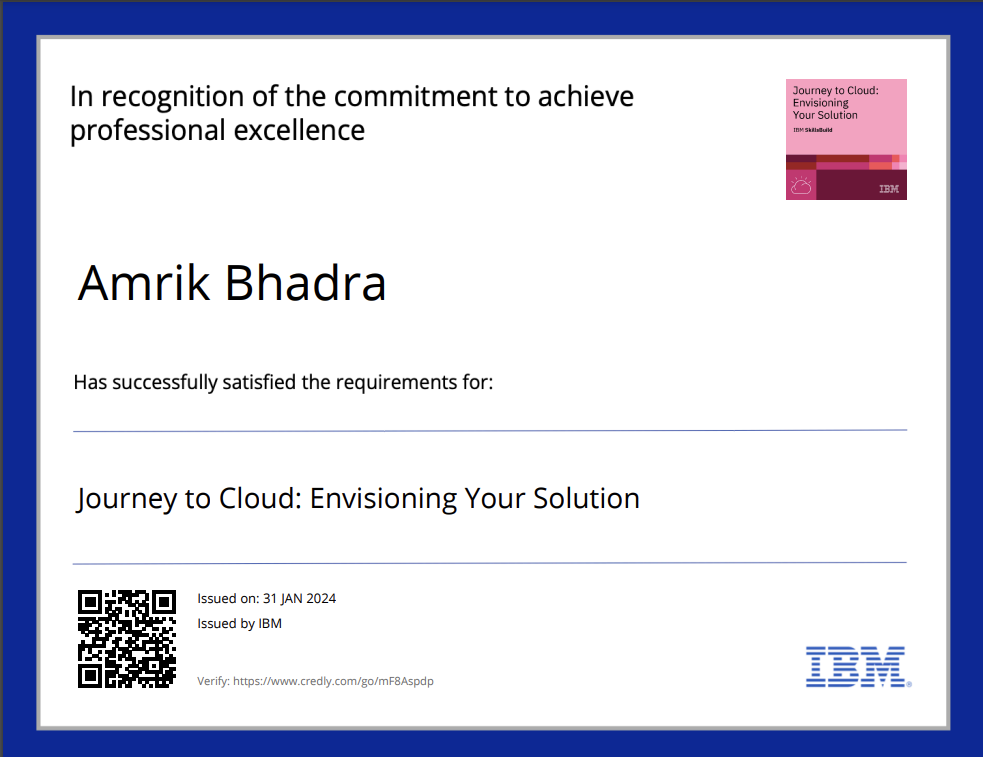 In recognition of the commitment to achieve
professional excellence
Journey to Cloud:
Envisioning
Your Solution
IBM SkillsBuild
IBM
Amrik Bhadra
Has successfully satisfied the requirements for:
Journey to Cloud: Envisioning Your Solution
Issued on: 31 JAN 2024
Issued by IBM
Verify: https://www.credly.com/go/mF8Aspdp
IBM®